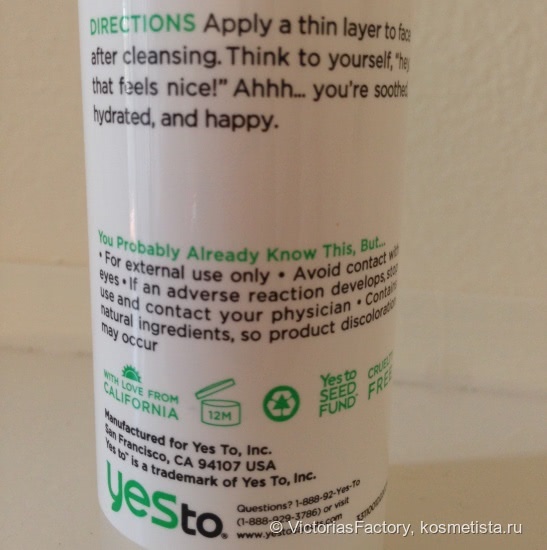 DIRECTIONS Apply a thin layer to face
after cleansing. Think to yourself, "hey
that feels nice!" Ahhh... you're soothed,
hydrated, and happy.
You Probably Already Know This, But...
• For external use only • Avoid contact with
eyes • If an adverse reaction develops, stop
use and contact your physician • Contains
natural ingredients, so product discoloration
may occur
WITH LOVE FROM
CALIFORNIA
12M
Yes to
SEED
FUND
CRUELTY
FREE
Manufactured for Yes To, Inc.
San Francisco, CA 94107 USA
Yes to™ is a trademark of Yes To, Inc.
yesto®
Questions? 1-888-92-Yes-To
(1-888-929-3786) or visit
www.yesto
© VictoriasFactory, kosmetista.ru